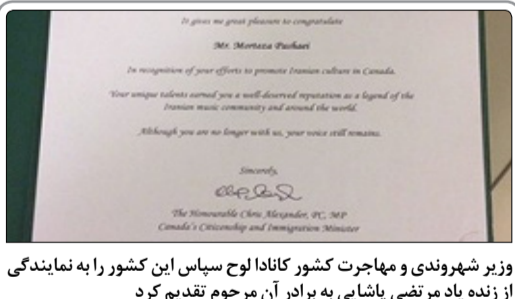 It gives me great pleasure to congratulate
Mr. Morteza Pashaei
In recognition of your efforts to promote Iranian culture in Canada.
Your unique talents earned you a well-deserved reputation as a legend of the
Iranian music community and around the world.
Although you are no longer with us, your voice still remains.
Sincerely,
The Honourable Chris Alexander, PC, MP
Canada's Citizenship and Immigration Minister
وزیر شهروندی و مهاجرت کشور کانادا لوح سپاس این کشور را به نمایندگی
از زنده یاد مرتضی پاشایی به برادر آن مرحوم تقدیم کرد